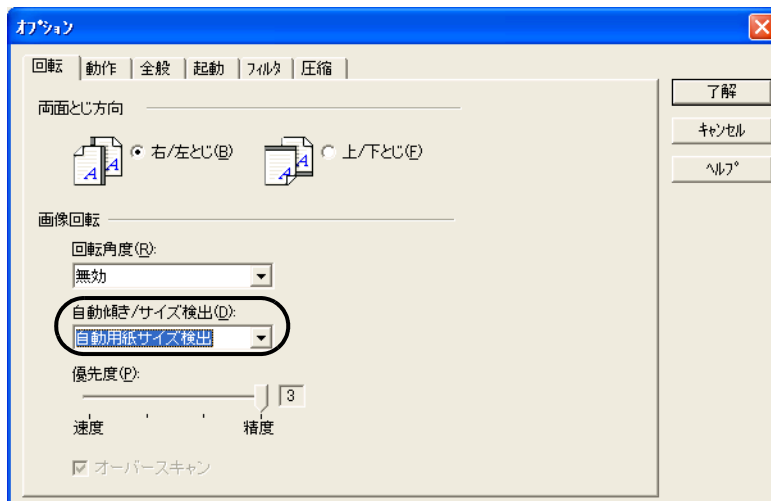 オプション
回転 動作 全般 起動 フィルタ 圧縮
了解
キャンセル
ヘルプ
両面とじ方向
A A 右/左とじ(B) A A 上/下とじ(F)
画像回転
回転角度(R):
無効
自動傾き/サイズ検出(D):
自動用紙サイズ検出
優先度(P):
3
速度 精度
オーバースキャン